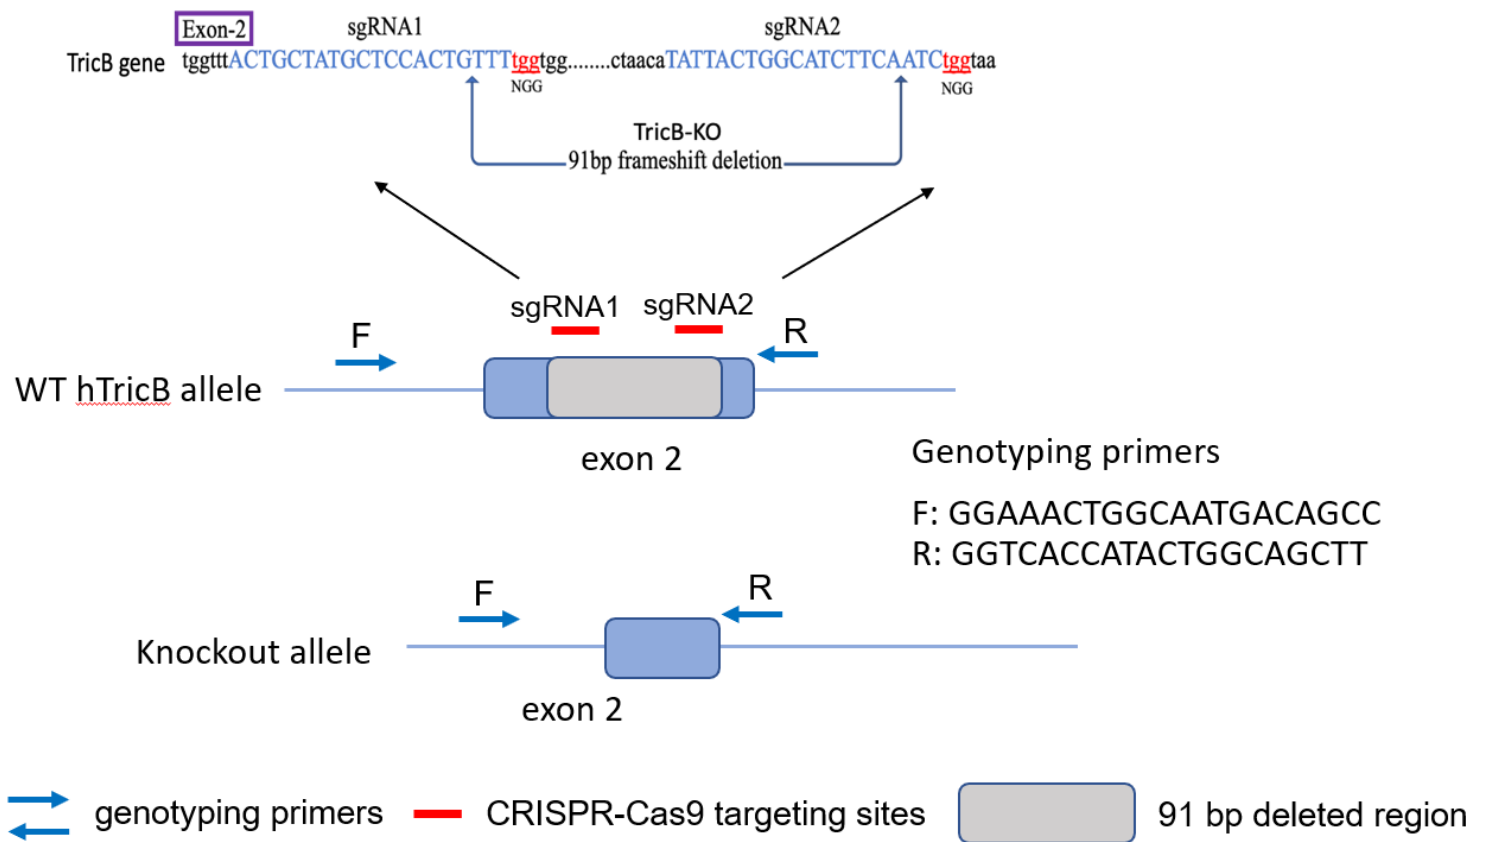 Exon-2 sgRNA1 sgRNA2
TricB gene tggtttACTGCTATGCTCCACTGTTTtggtgg........ctaacaTATTACTGGCATCTTCAATCtggtaa
NGG NGG
TricB-KO
91bp frameshift deletion
sgRNA1 sgRNA2
F R
WT hTricB allele
exon 2
Genotyping primers
F: GGAAACTGGCAATGACAGCC
R: GGTCACCATACTGGCAGCTT
F R
Knockout allele
exon 2
genotyping primers CRISPR-Cas9 targeting sites 91 bp deleted region